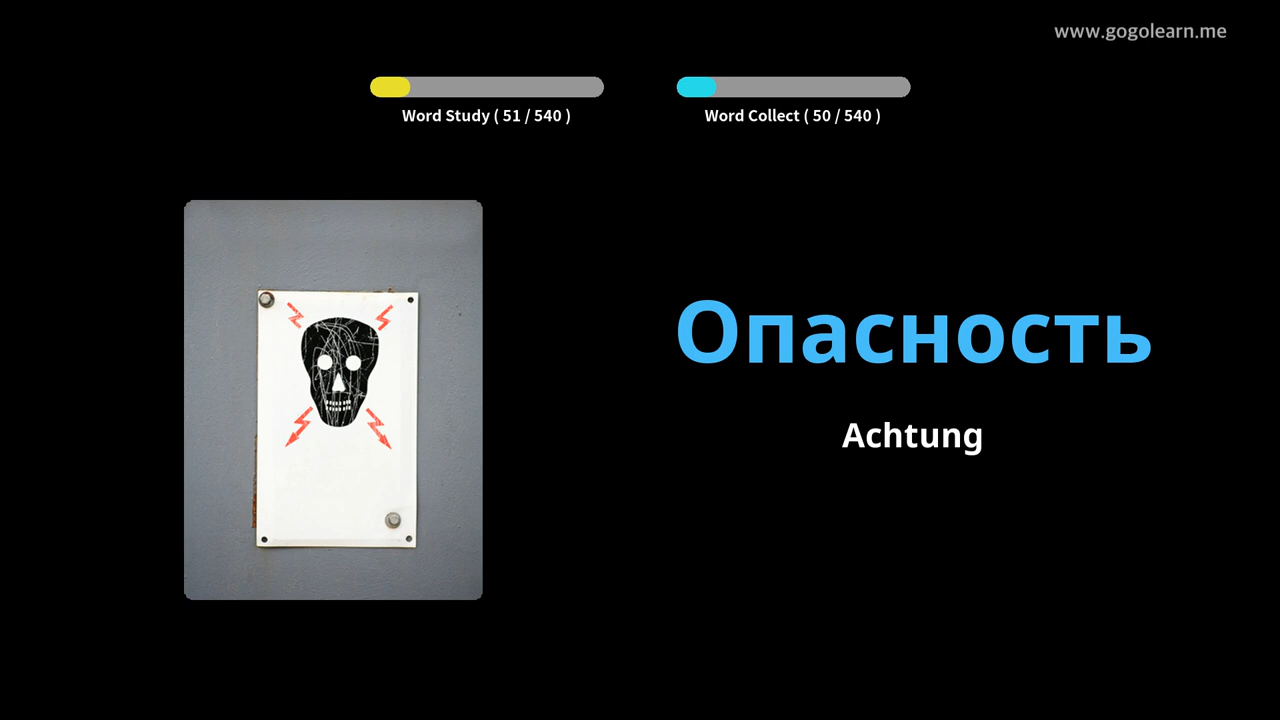 www.gogolearn.me
Word Study ( 51 / 540 )
Word Collect ( 50 / 540 )
Опасность
Achtung